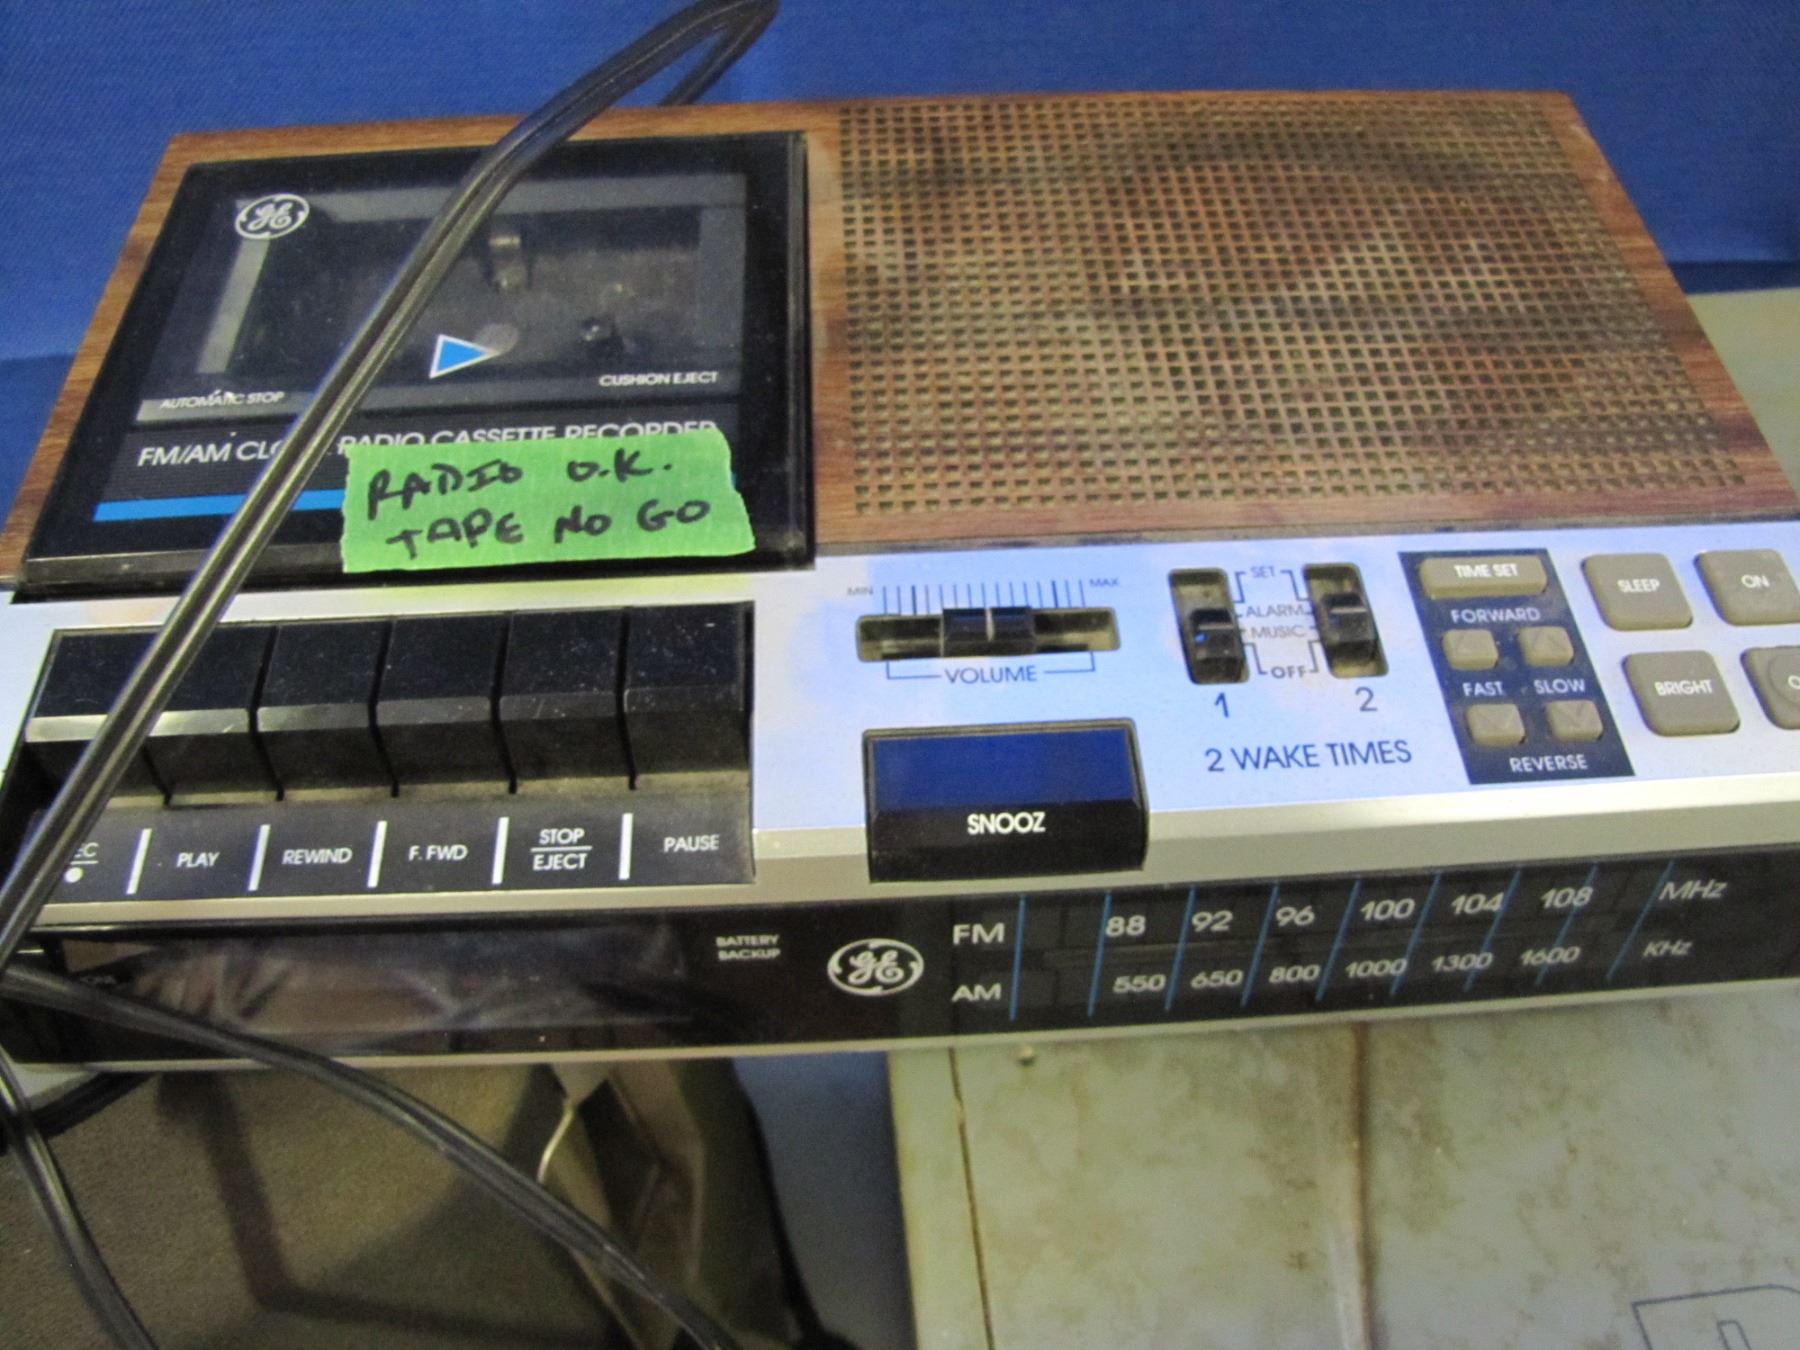 GE
AUTOMATIC STOP
CUSHION EJECT
FM/AM RADIO CASSETTE RECORDER
RADIO O.K.
TAPE NO GO
MIN MAX
VOLUME
SET
ALARM
MUSIC
OFF
1 2
2 WAKE TIMES
TIME SET
FORWARD
FAST SLOW
REVERSE
SLEEP ON
BRIGHT
SNOOZ
PLAY REWIND F. FWD STOP EJECT PAUSE
BATTERY
BACKUP
GE
FM 88 92 96 100 104 108 MHz
AM 550 650 800 1000 1300 1600 KHz